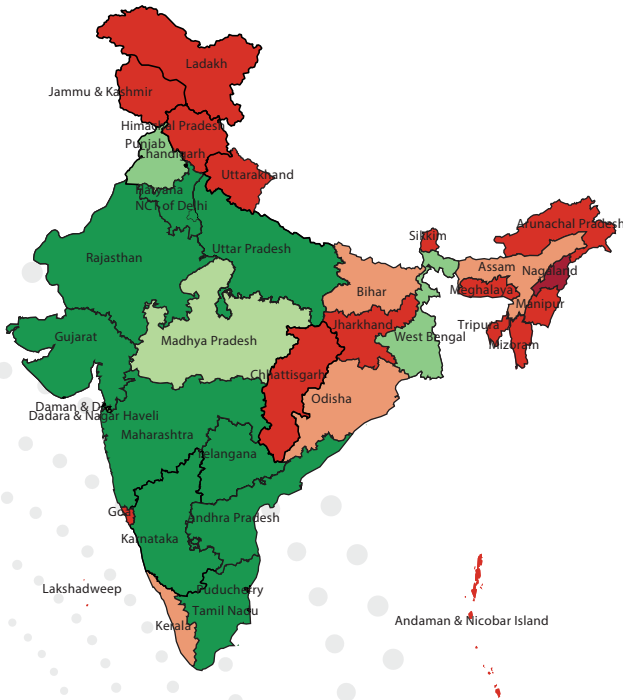 Ladakh
Jammu & Kashmir
Himachal Pradesh
Punjab
Chandigarh
Uttarakhand
Haryana
NCT of Delhi
Rajasthan
Uttar Pradesh
Sikkim
Arunachal Pradesh
Assam
Nagaland
Bihar
Meghalaya
Manipur
Gujarat
Madhya Pradesh
Jharkhand
West Bengal
Tripura
Mizoram
Chhattisgarh
Odisha
Daman & Diu
Dadara & Nagar Haveli
Maharashtra
Telangana
Goa
Andhra Pradesh
Karnataka
Lakshadweep
Puducherry
Tamil Nadu
Kerala
Andaman & Nicobar Island